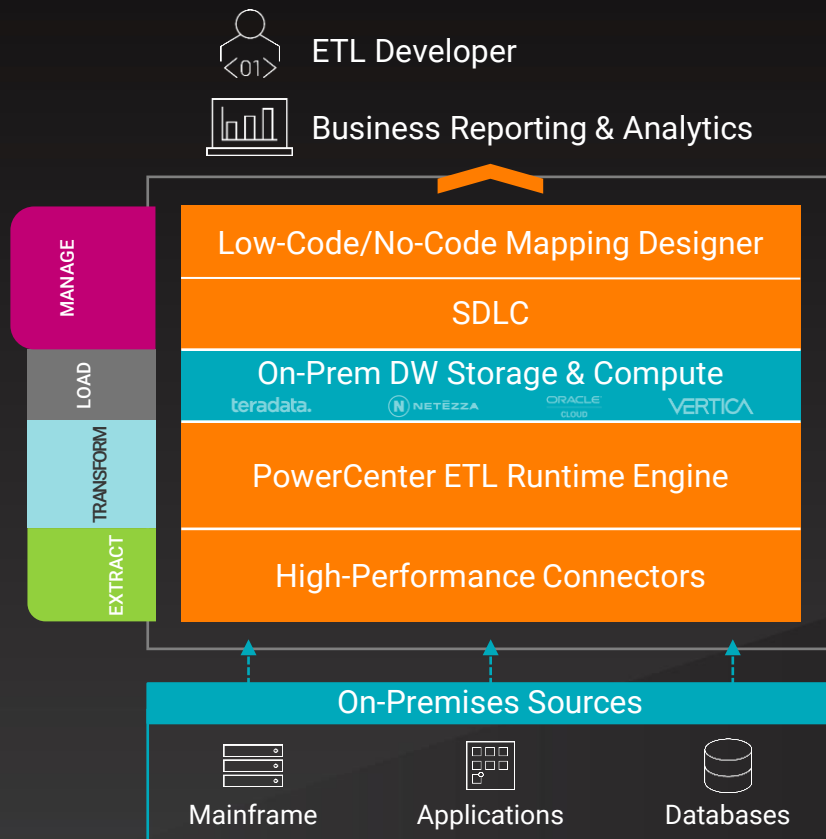 <01>
ETL Developer
Business Reporting & Analytics
MANAGE
Low-Code/No-Code Mapping Designer
SDLC
LOAD
On-Prem DW Storage & Compute
teradata.
N NETEZZA
ORACLE
CLOUD
VERTICA
TRANSFORM
PowerCenter ETL Runtime Engine
EXTRACT
High-Performance Connectors
On-Premises Sources
Mainframe
Applications
Databases